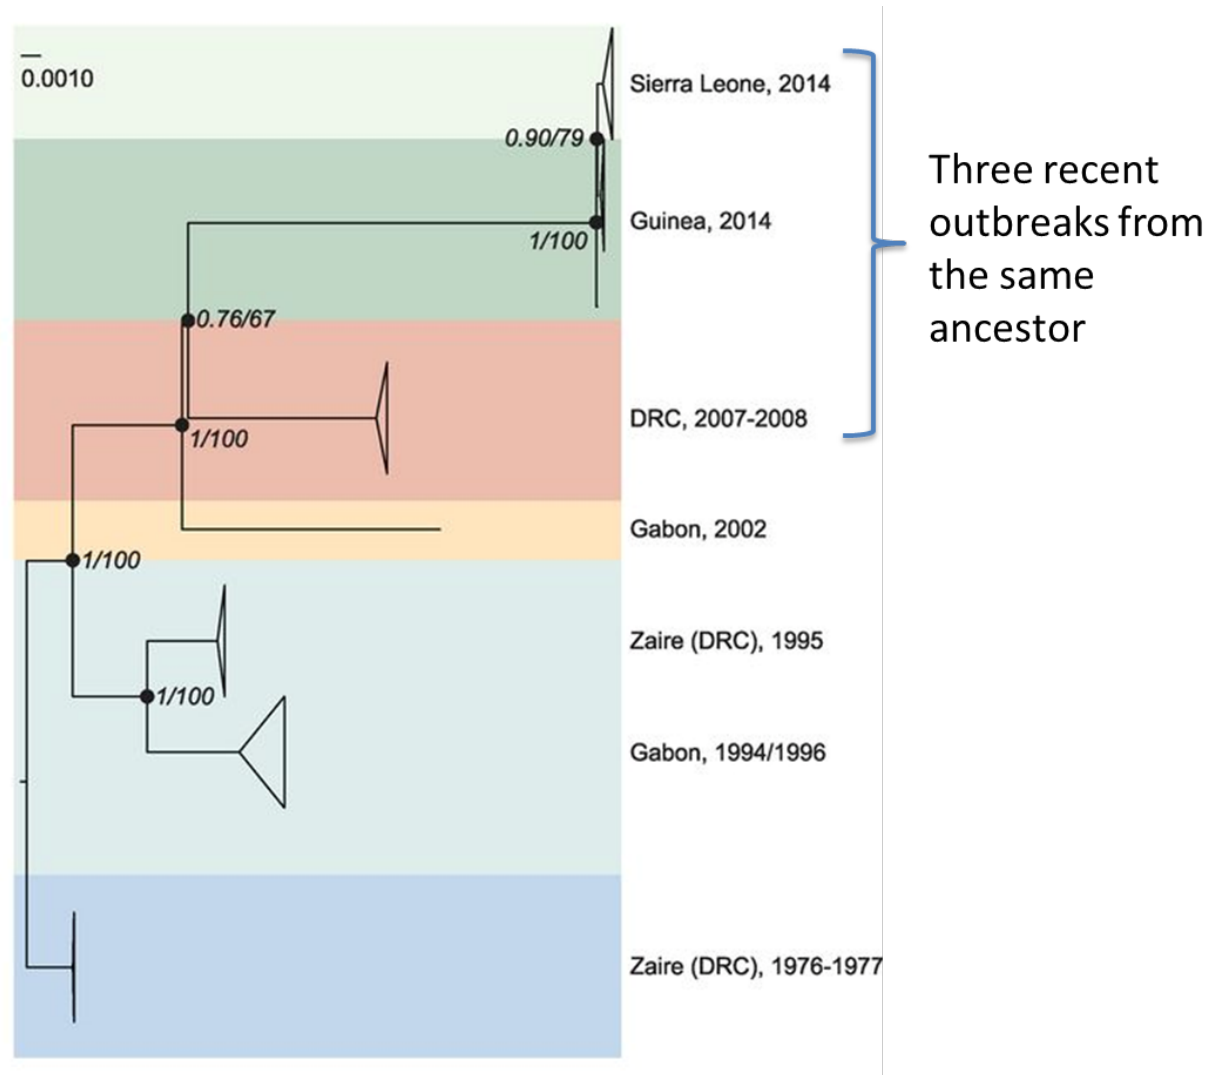 0.0010
Sierra Leone, 2014
0.90/79
Guinea, 2014
1/100
0.76/67
DRC, 2007-2008
1/100
Gabon, 2002
1/100
Zaire (DRC), 1995
1/100
Gabon, 1994/1996
Zaire (DRC), 1976-1977
Three recent
outbreaks from
the same
ancestor